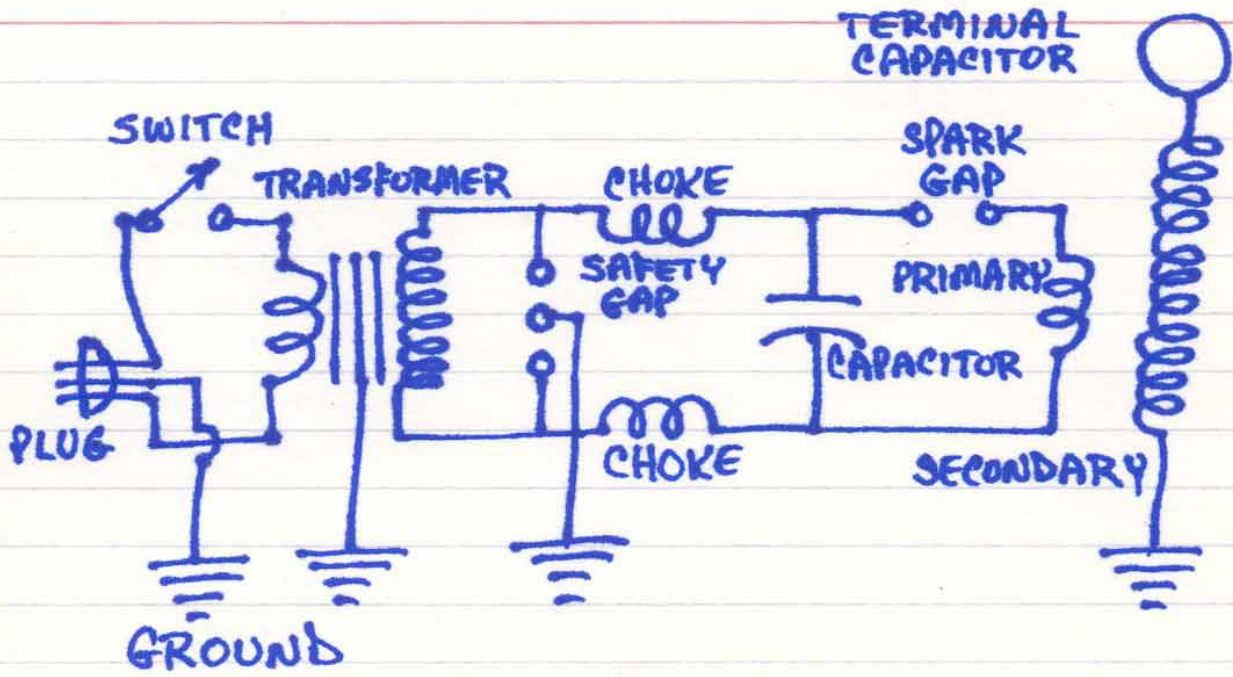 TERMINAL
CAPACITOR
SWITCH
SPARK
GAP
TRANSFORMER
CHOKE
SAFETY
GAP
PRIMARY
CAPACITOR
PLUG
CHOKE
SECONDARY
GROUND